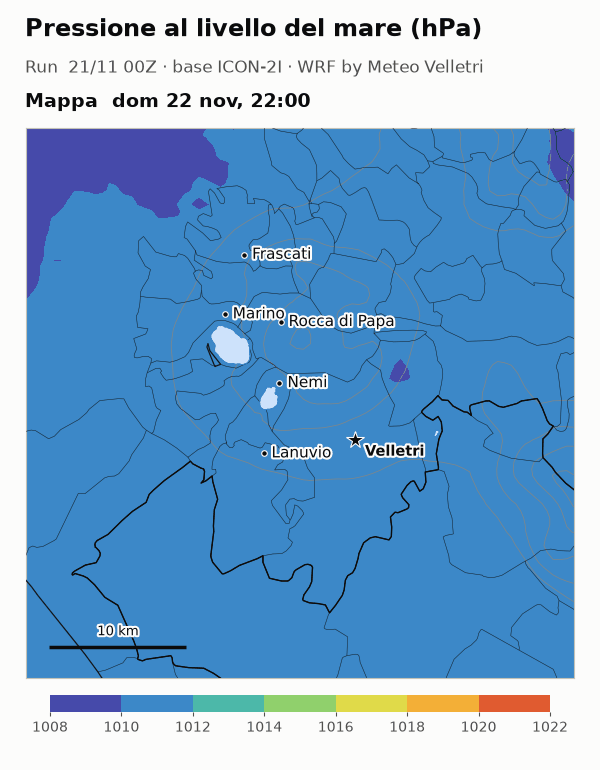 Pressione al livello del mare (hPa)
Run  21/11 00Z · base ICON-2I · WRF by Meteo Velletri
Mappa  dom 22 nov, 22:00
Frascati
Marino
Rocca di Papa
Nemi
Velletri
Lanuvio
10 km
1008 1010 1012 1014 1016 1018 1020 1022